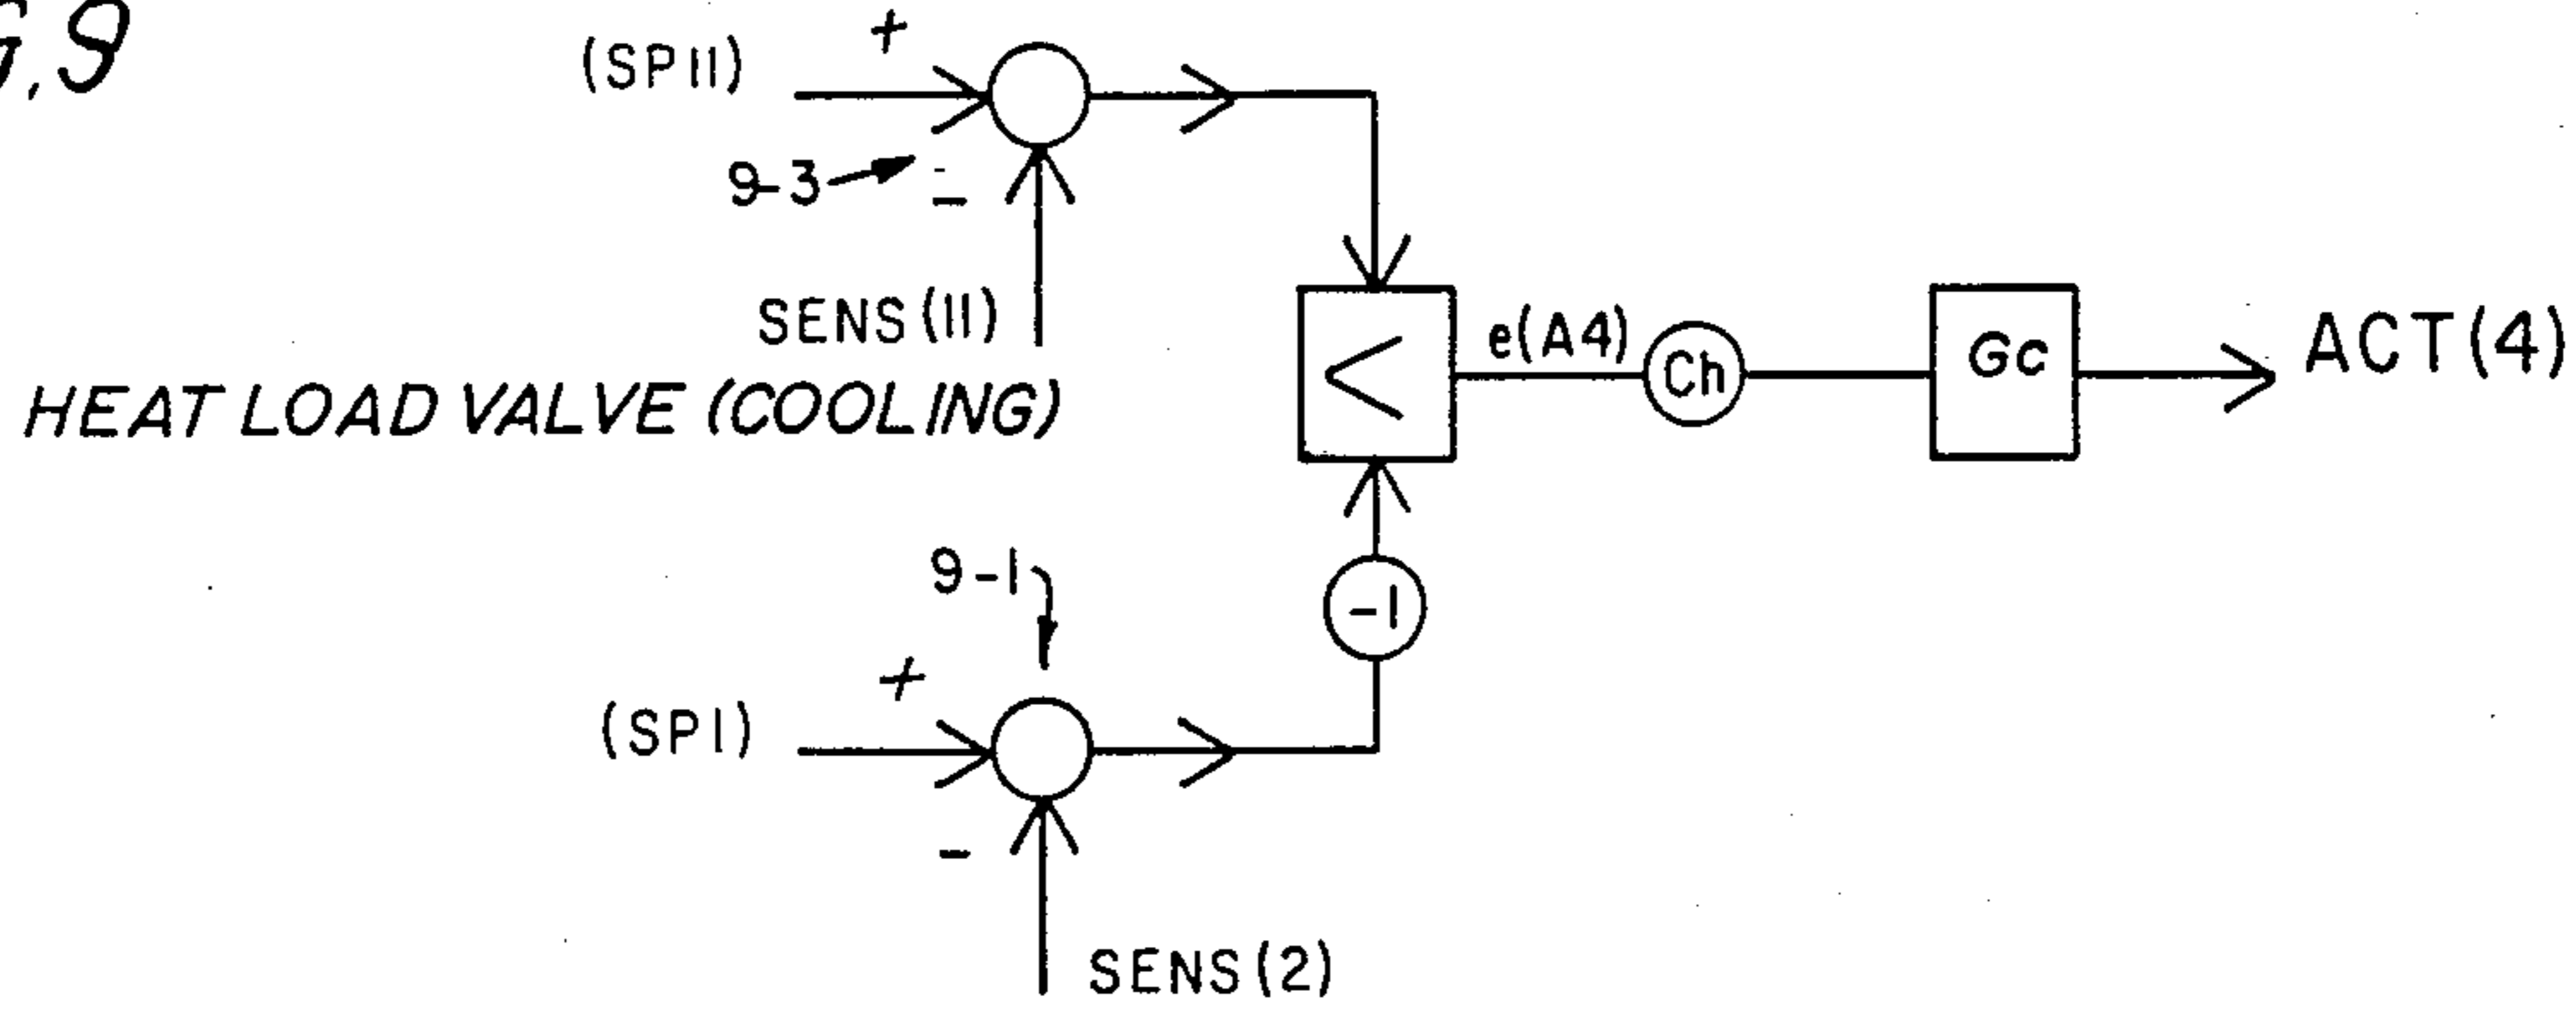 G. 9
(SP11)
+
9-3
-
SENS(11)
HEAT LOAD VALVE (COOLING)
<
e(A4)
Ch
Gc
ACT(4)
9-1
-1
+
(SP1)
-
SENS(2)